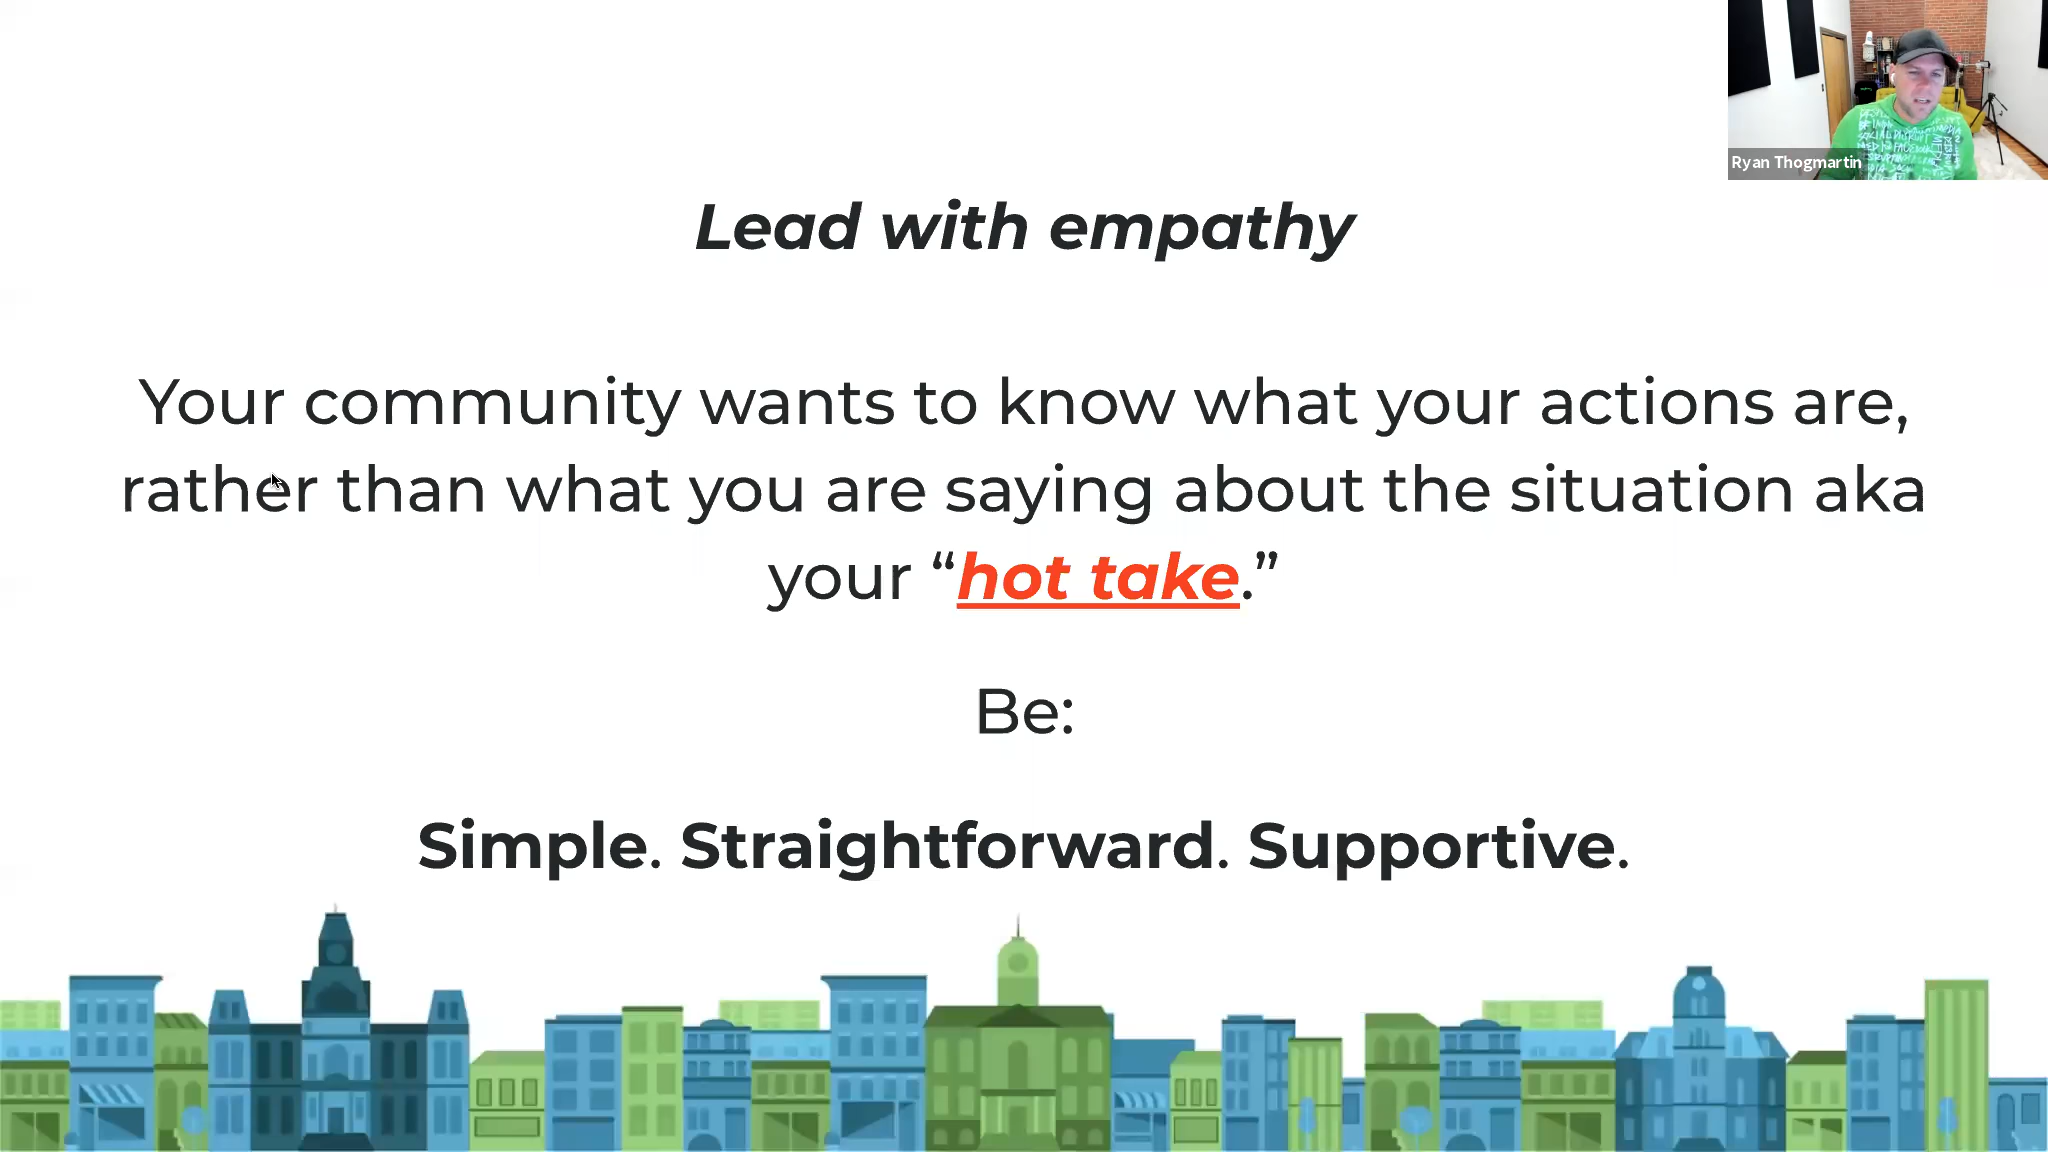 Ryan Thogmartin
Lead with empathy
Your community wants to know what your actions are,
rather than what you are saying about the situation aka
your “hot take.”
Be:
Simple. Straightforward. Supportive.